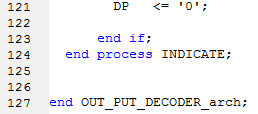 121 DP <= '0';
122
123 end if;
124 end process INDICATE;
125
126
127 end OUT_PUT_DECODER_arch;